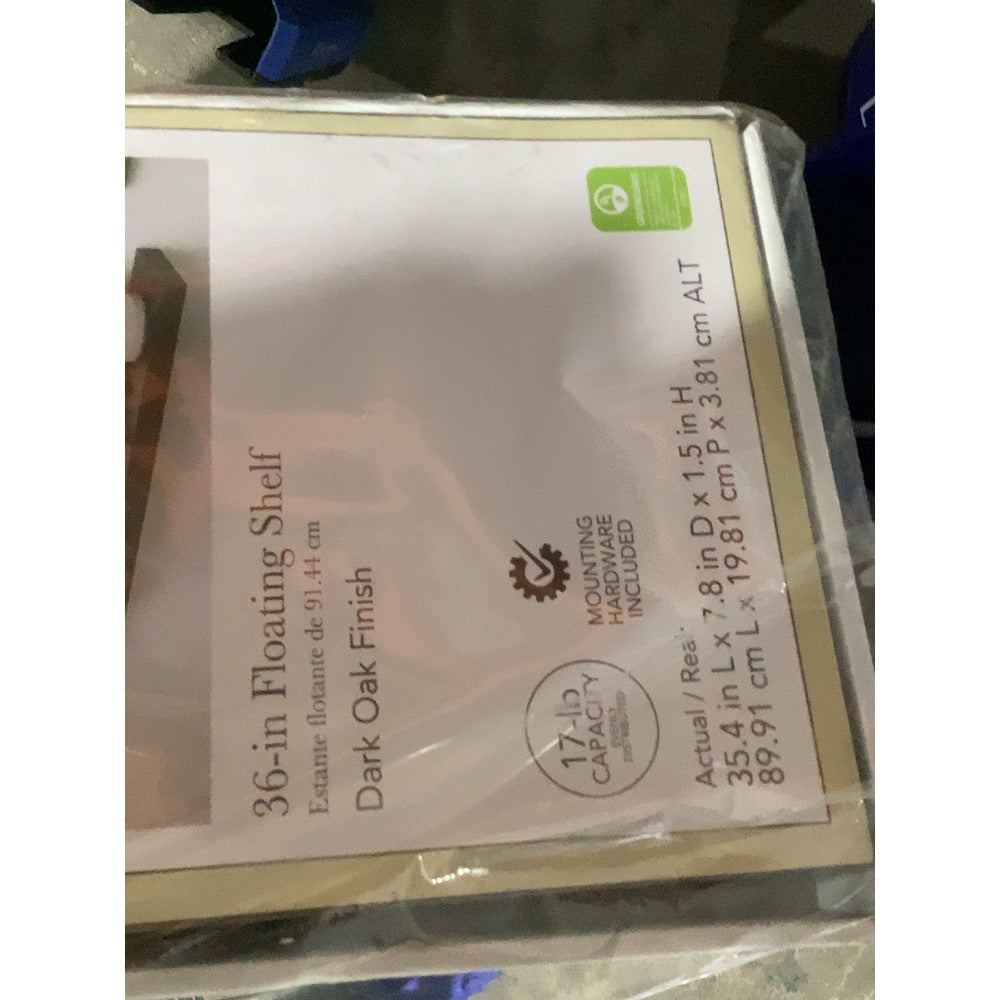 36-in Floating Shelf
Estante flotante de 91.44 cm
Dark Oak Finish
17-lb
CAPACITY
EVENLY
DISTRIBUTED
MOUNTING
HARDWARE
INCLUDED
Actual / Real:
35.4 in L x 7.8 in D x 1.5 in H
89.91 cm L x 19.81 cm P x 3.81 cm ALT